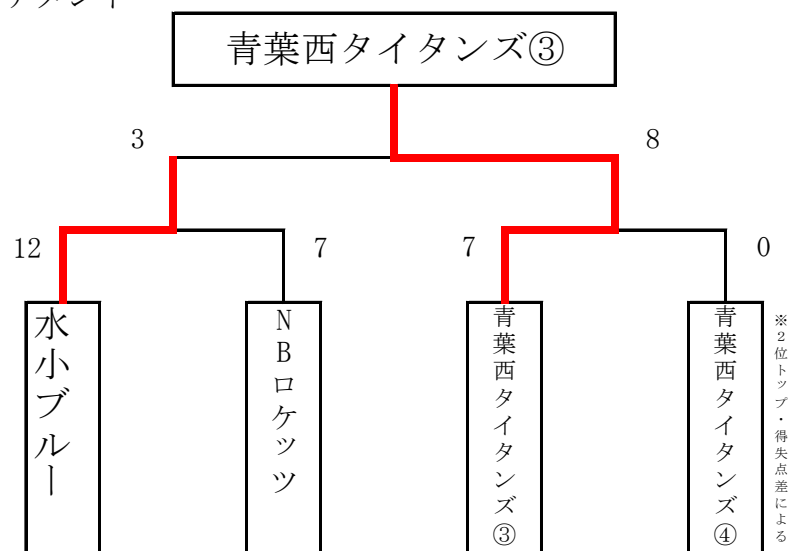 青葉西タイタンズ③
3
8
12
7
7
0
水小ブルー
NBロケッツ
青葉西タイタンズ③
青葉西タイタンズ④
※2位トップ・得失点差による